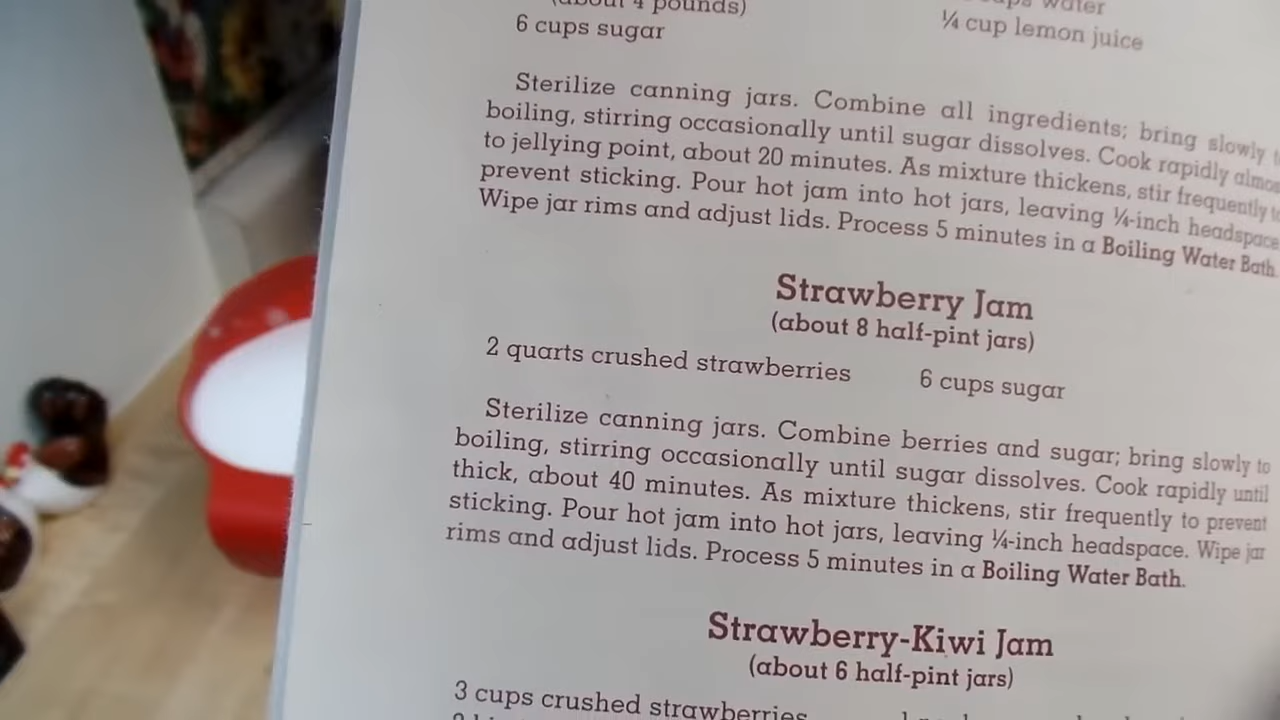 (about 4 pounds)
6 cups sugar
water
¼ cup lemon juice
Sterilize canning jars. Combine all ingredients; bring slowly
boiling, stirring occasionally until sugar dissolves. Cook rapidly
to jellying point, about 20 minutes. As mixture thickens, stir frequently
prevent sticking. Pour hot jam into hot jars, leaving ¼-inch headspace
Wipe jar rims and adjust lids. Process 5 minutes in a Boiling Water Bath.
Strawberry Jam
(about 8 half-pint jars)
2 quarts crushed strawberries 6 cups sugar
Sterilize canning jars. Combine berries and sugar; bring slowly to
boiling, stirring occasionally until sugar dissolves. Cook rapidly until
thick, about 40 minutes. As mixture thickens, stir frequently to prevent
sticking. Pour hot jam into hot jars, leaving ¼-inch headspace. Wipe jar
rims and adjust lids. Process 5 minutes in a Boiling Water Bath.
Strawberry-Kiwi Jam
(about 6 half-pint jars)
3 cups crushed strawberries